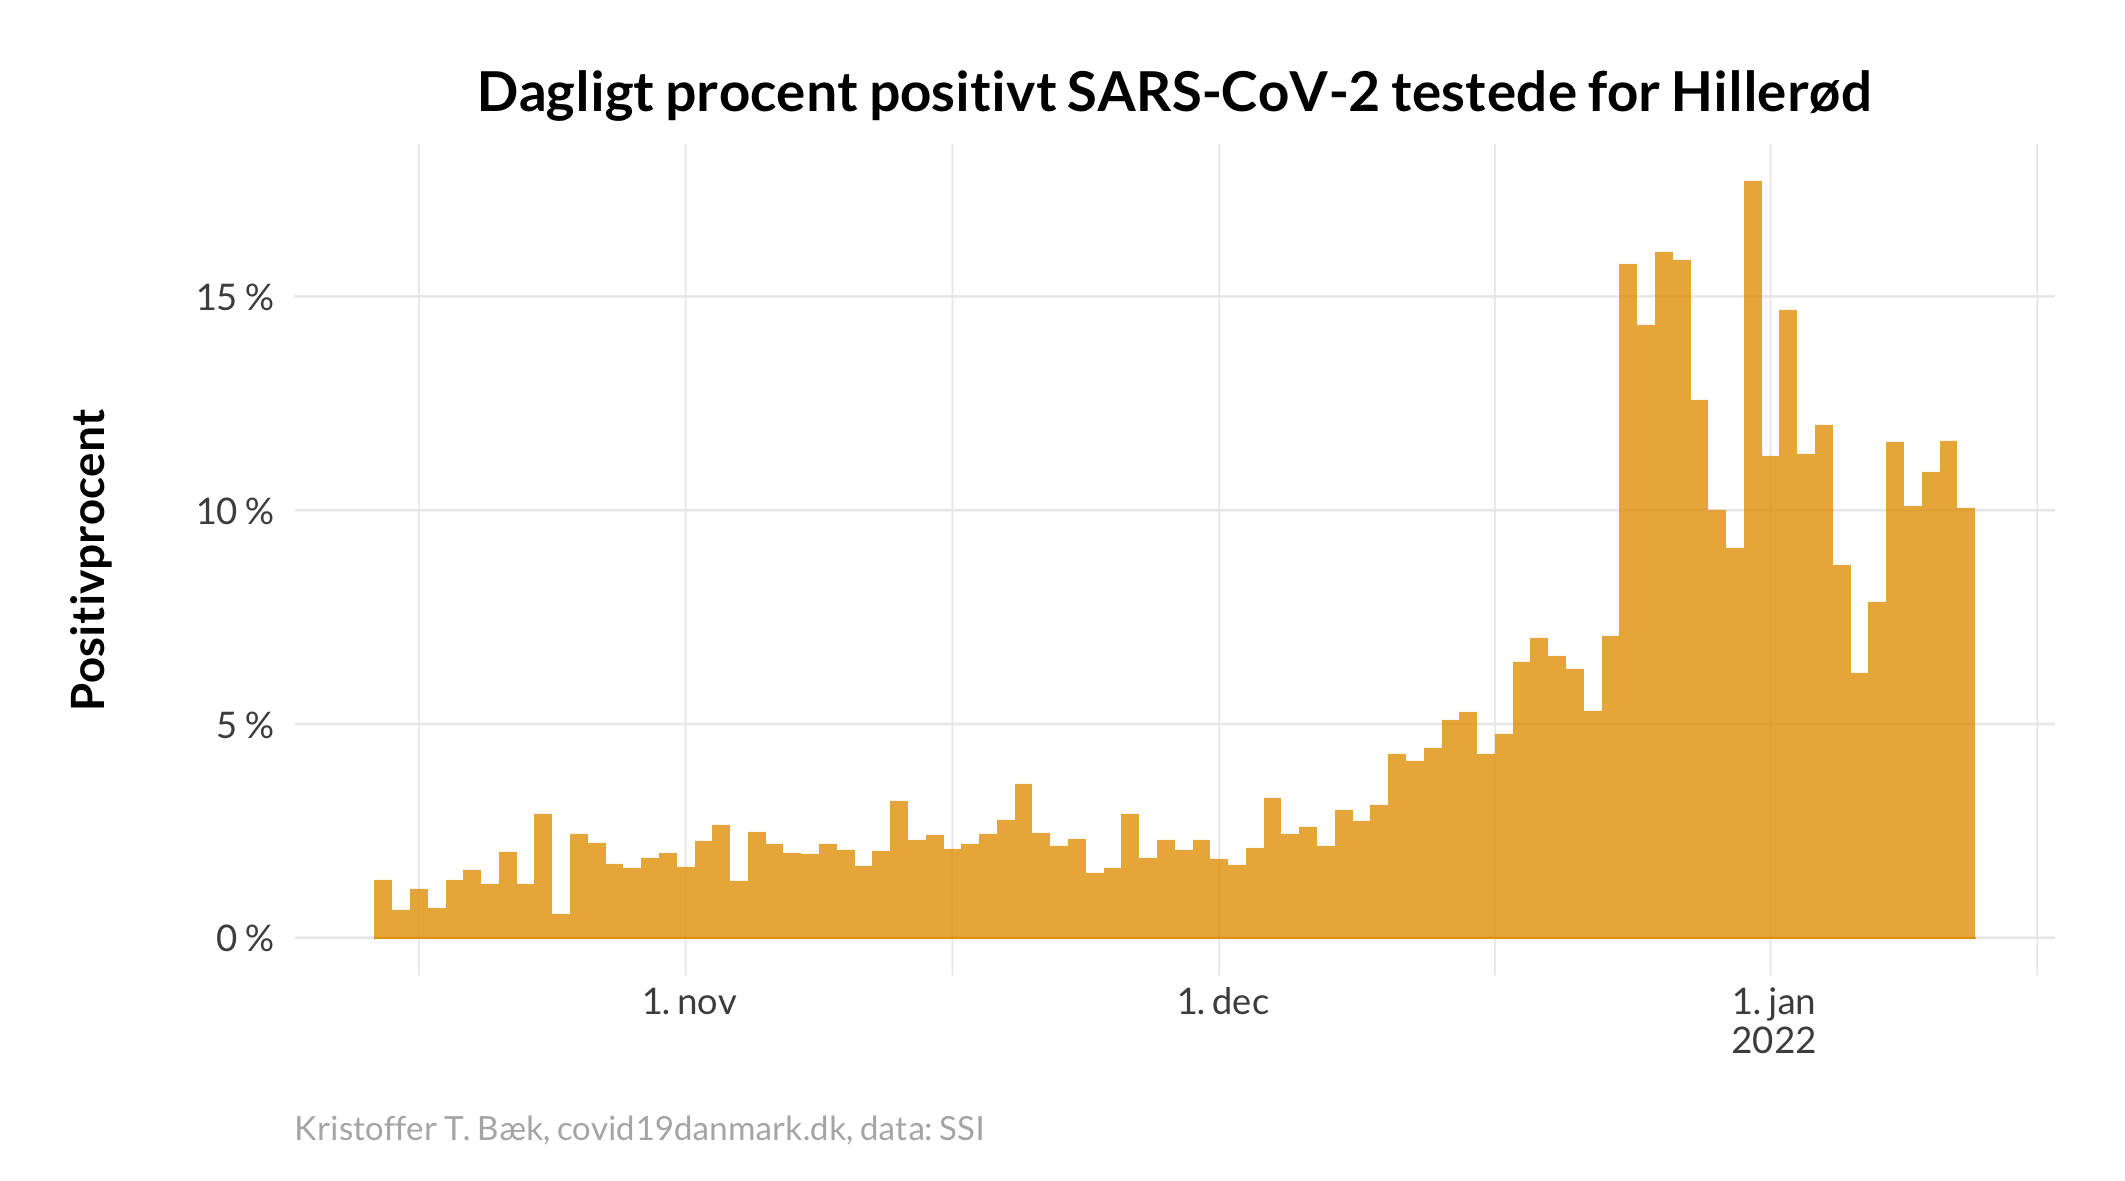 Dagligt procent positivt SARS-CoV-2 testede for Hillerød
Positivprocent
15 %
10 %
5 %
0 %
1. nov
1. dec
1. jan
2022
Kristoffer T. Bæk, covid19danmark.dk, data: SSI